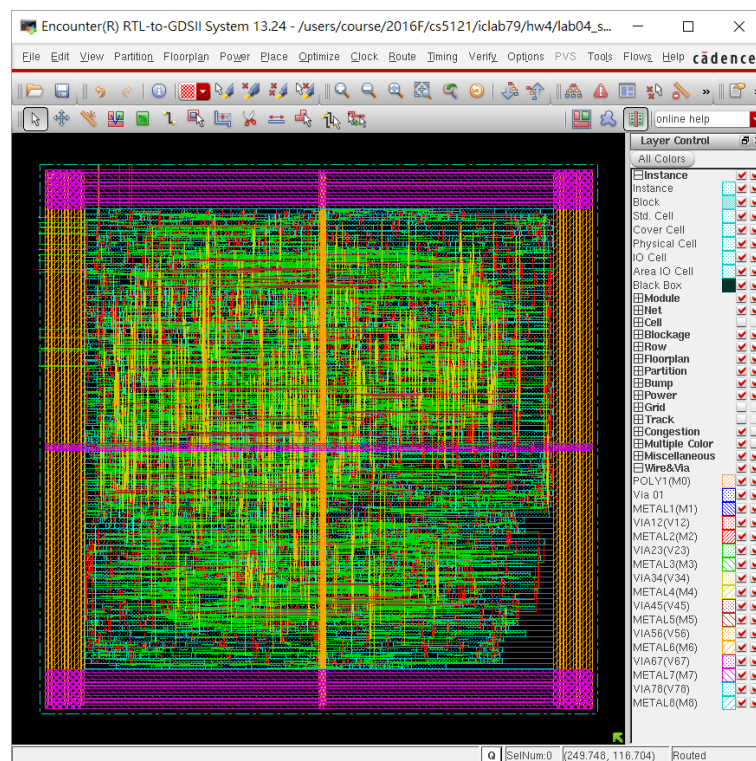 Encounter(R) RTL-to-GDSII System 13.24 - /users/course/2016F/cs5121/iclab79/hw4/lab04_s...
File Edit View Partition Floorplan Power Place Optimize Clock Route Timing Verify Options PVS Tools Flows Help cādence
»
»
online help
Layer Control
All Colors
Instance
Instance
Block
Std. Cell
Cover Cell
Physical Cell
IO Cell
Area IO Cell
Black Box
Module
Net
Cell
Blockage
Row
Floorplan
Partition
Bump
Power
Grid
Track
Congestion
Multiple Color
Miscellaneous
Wire&Via
POLY1(M0)
Via 01
METAL1(M1)
VIA12(V12)
METAL2(M2)
VIA23(V23)
METAL3(M3)
VIA34(V34)
METAL4(M4)
VIA45(V45)
METAL5(M5)
VIA56(V56)
METAL6(M6)
VIA67(V67)
METAL7(M7)
VIA78(V78)
METAL8(M8)
Q SelNum:0 (249.748, 116.704) Routed